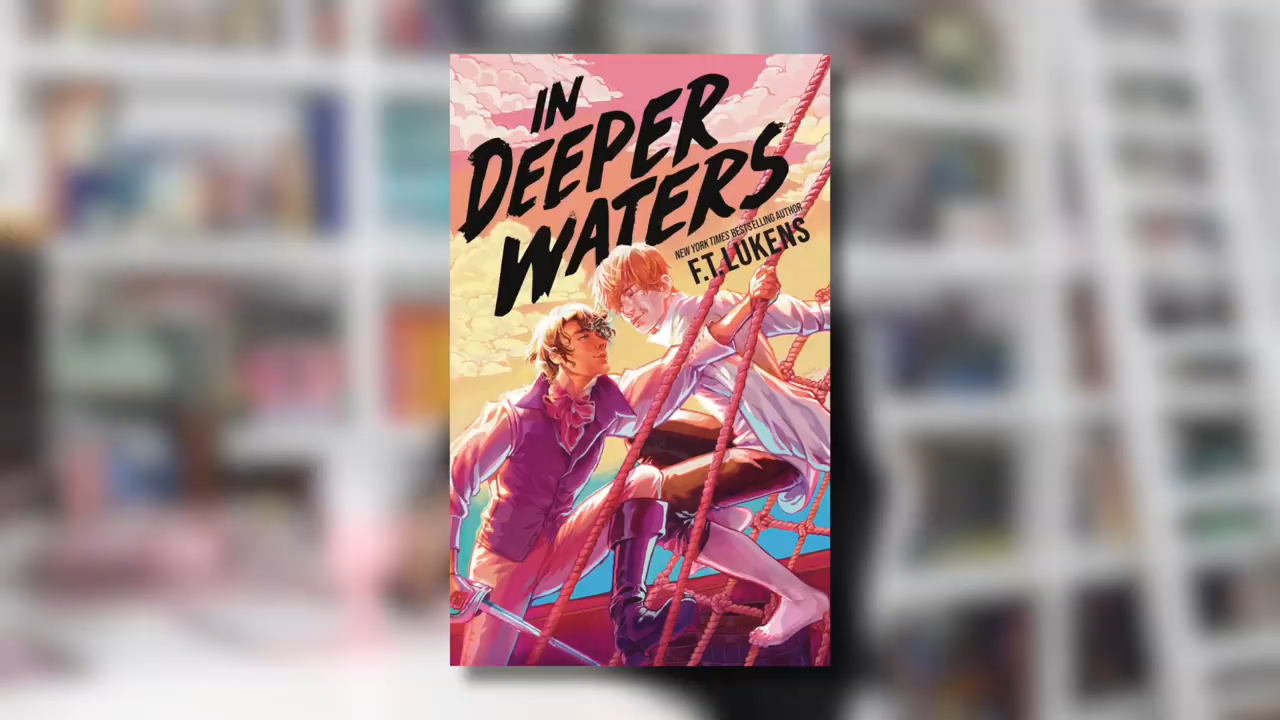 IN
DEEPER
WATERS
NEW YORK TIMES BESTSELLING AUTHOR
F.T. LUKENS